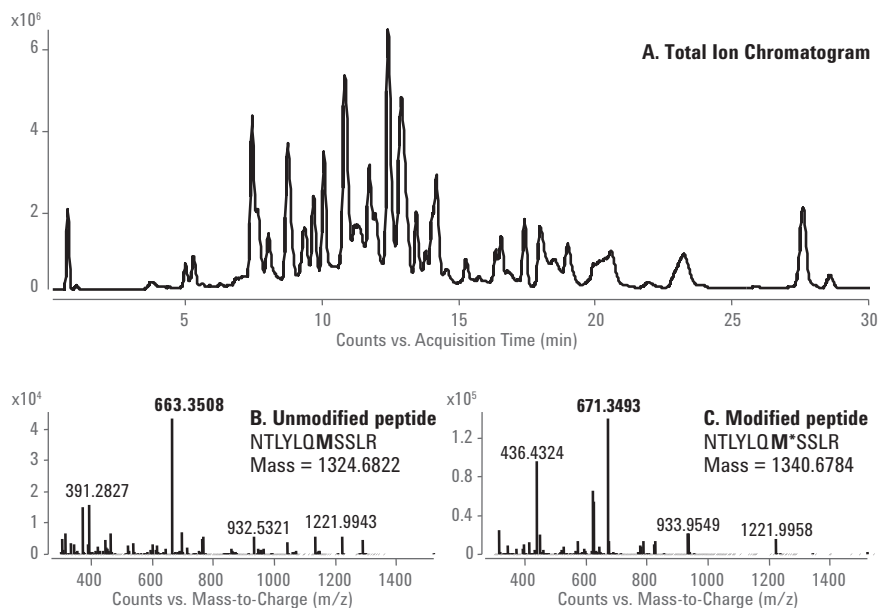 x10⁶
A. Total Ion Chromatogram
6
4
2
0
5 10 15 20 25 30
Counts vs. Acquisition Time (min)
x10⁴
663.3508
B. Unmodified peptide
NTLYLQMSSLR
Mass = 1324.6822
4
3
2
1
0
391.2827
932.5321
1221.9943
400 600 800 1000 1200 1400
Counts vs. Mass-to-Charge (m/z)
x10⁵
671.3493
C. Modified peptide
NTLYLQM*SSLR
Mass = 1340.6784
1.2
0.8
0.4
0
436.4324
933.9549
1221.9958
400 600 800 1000 1200 1400
Counts vs. Mass-to-Charge (m/z)